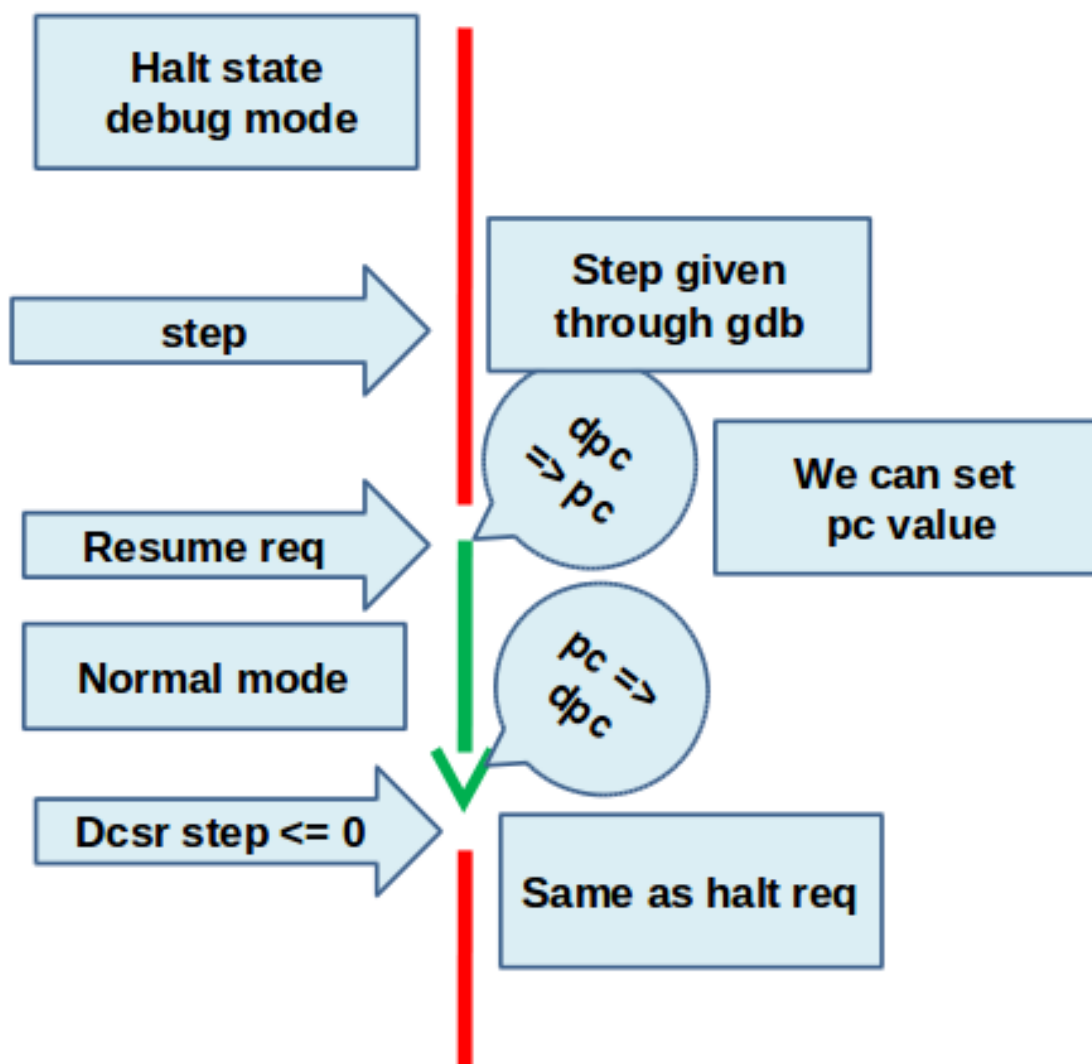 Halt state
debug mode
Step given
through gdb
step
dpc
=> pc
We can set
pc value
Resume req
Normal mode
pc =>
dpc
Dcsr step <= 0
Same as halt req